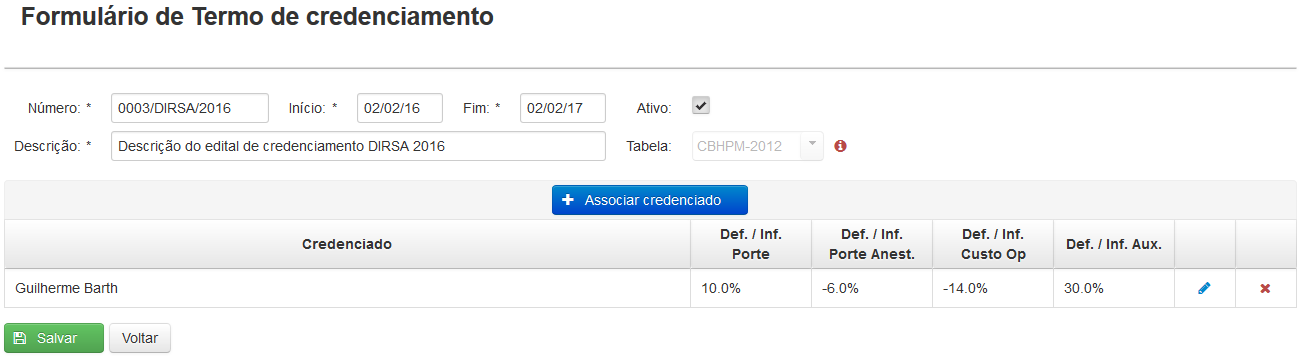 Formulário de Termo de credenciamento
Número: * 0003/DIRSA/2016 Início: * 02/02/16 Fim: * 02/02/17 Ativo:
Descrição: * Descrição do edital de credenciamento DIRSA 2016 Tabela: CBHPM-2012
Associar credenciado
Credenciado Def. / Inf. Porte Def. / Inf. Porte Anest. Def. / Inf. Custo Op Def. / Inf. Aux.
Guilherme Barth 10.0% -6.0% -14.0% 30.0%
Salvar Voltar